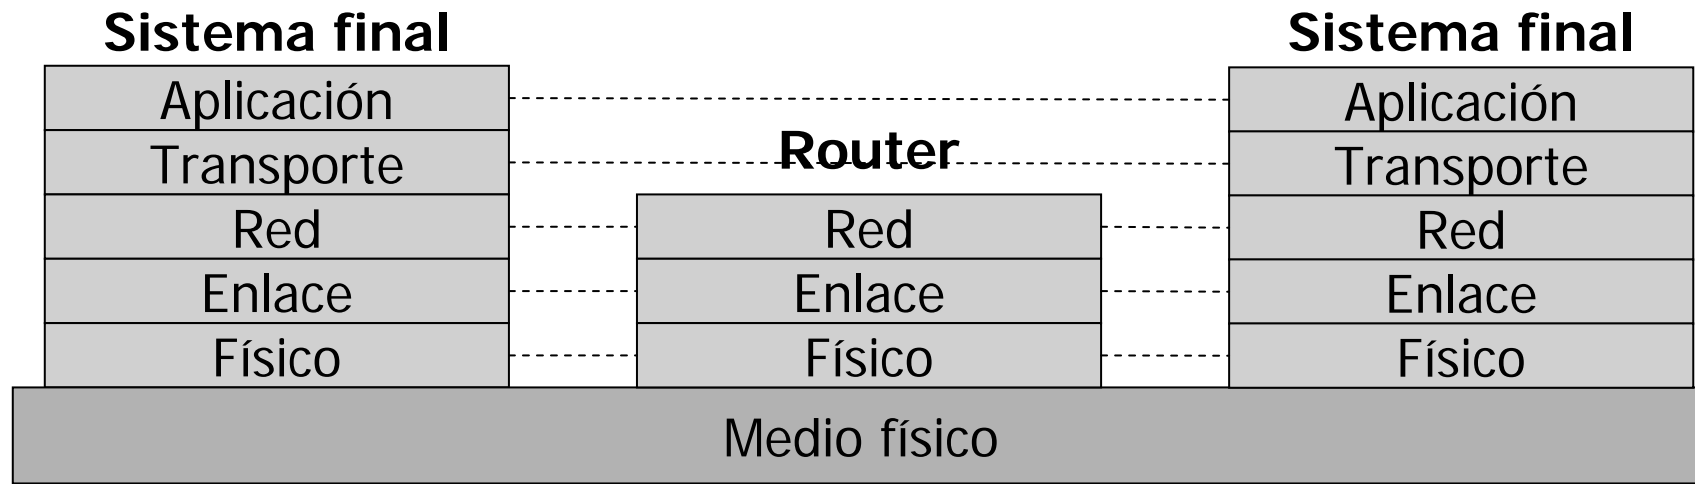 Sistema final
Aplicación
Transporte
Red
Enlace
Físico
Router
Red
Enlace
Físico
Sistema final
Aplicación
Transporte
Red
Enlace
Físico
Medio físico